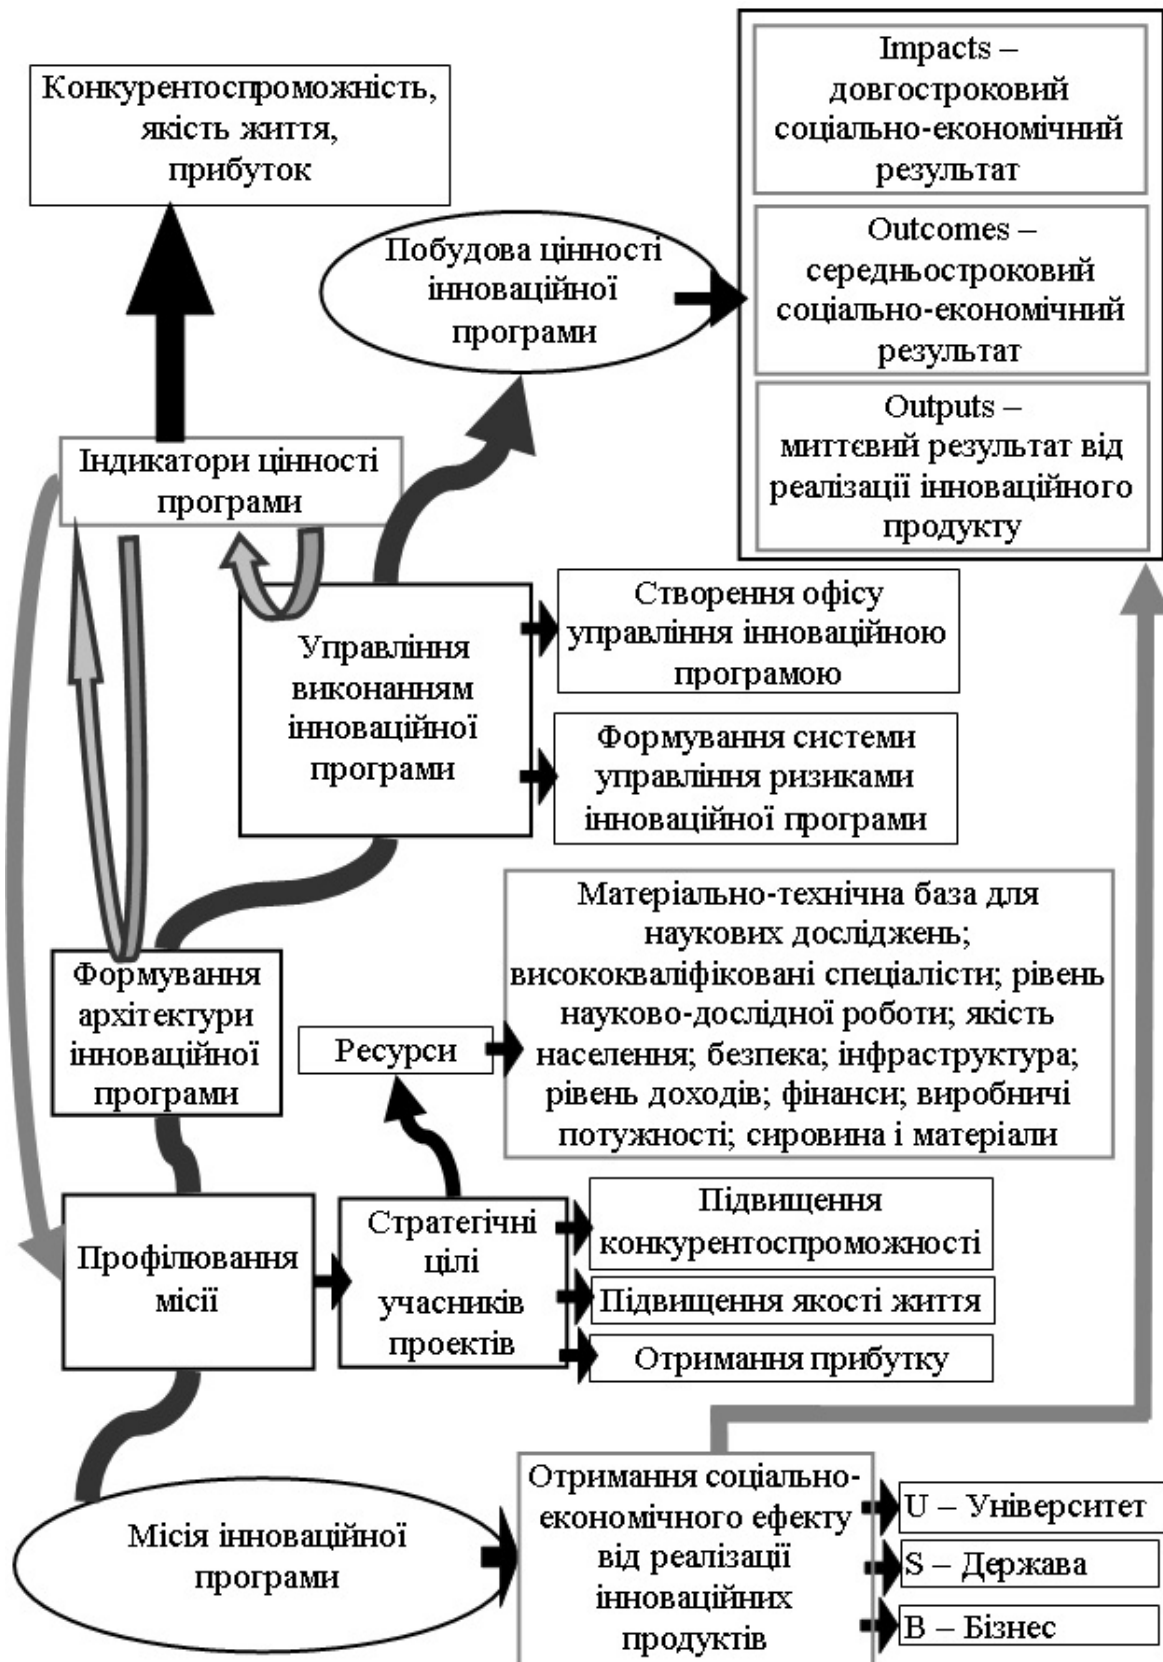 Impacts –
довгостроковий
соціально-економічний
результат
Конкурентоспроможність,
якість життя,
прибуток
Outcomes –
середньостроковий
соціально-економічний
результат
Побудова цінності
інноваційної
програми
Outputs –
миттєвий результат від
реалізації інноваційного
продукту
Індикатори цінності
програми
Створення офісу
управління інноваційною
програмою
Управління
виконанням
інноваційної
програми
Формування системи
управління ризиками
інноваційної програми
Матеріально-технічна база для
наукових досліджень;
висококваліфіковані спеціалісти; рівень
науково-дослідної роботи; якість
населення; безпека; інфраструктура;
рівень доходів; фінанси; виробничі
потужності; сировина і матеріали
Формування
архітектури
інноваційної
програми
Ресурси
Профілювання
місії
Стратегічні
цілі
учасників
проектів
Підвищення
конкурентоспроможності
Підвищення якості життя
Отримання прибутку
Місія інноваційної
програми
Отримання соціально-
економічного ефекту
від реалізації
інноваційних
продуктів
U – Університет
S – Держава
B – Бізнес